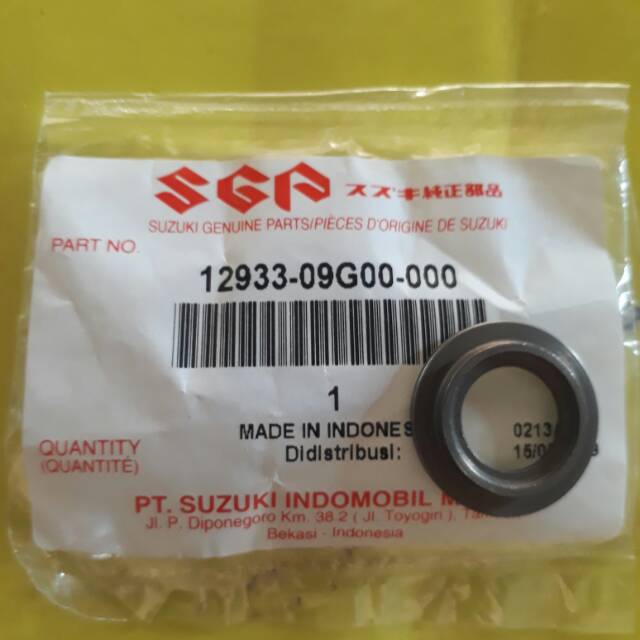 SGP スズキ純正部品
SUZUKI GENUINE PARTS/PIÈCES D'ORIGINE DE SUZUKI
PART NO.
12933-09G00-000
1
MADE IN
QUANTITY
(QUANTITÉ)
Didistribusi:
PT. SUZUKI INDOMOBIL
Jl. P. Diponegoro Km. 38.2 ( Jl. Toyogiri ),
Bekasi - Indonesia